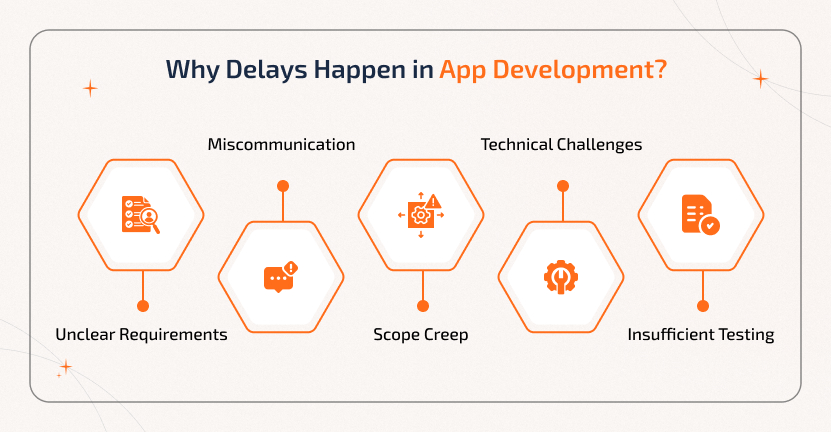 Why Delays Happen in App Development?
Miscommunication
Technical Challenges
Unclear Requirements
Scope Creep
Insufficient Testing